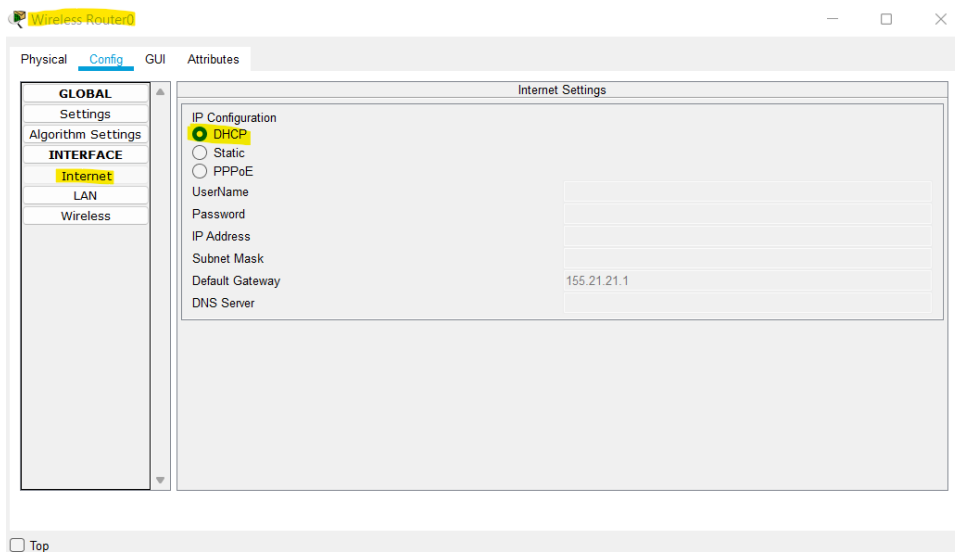 Wireless Router0
Physical Config GUI Attributes
GLOBAL
Settings
Algorithm Settings
INTERFACE
Internet
LAN
Wireless
Internet Settings
IP Configuration
DHCP
Static
PPPoE
UserName
Password
IP Address
Subnet Mask
Default Gateway 155.21.21.1
DNS Server
Top